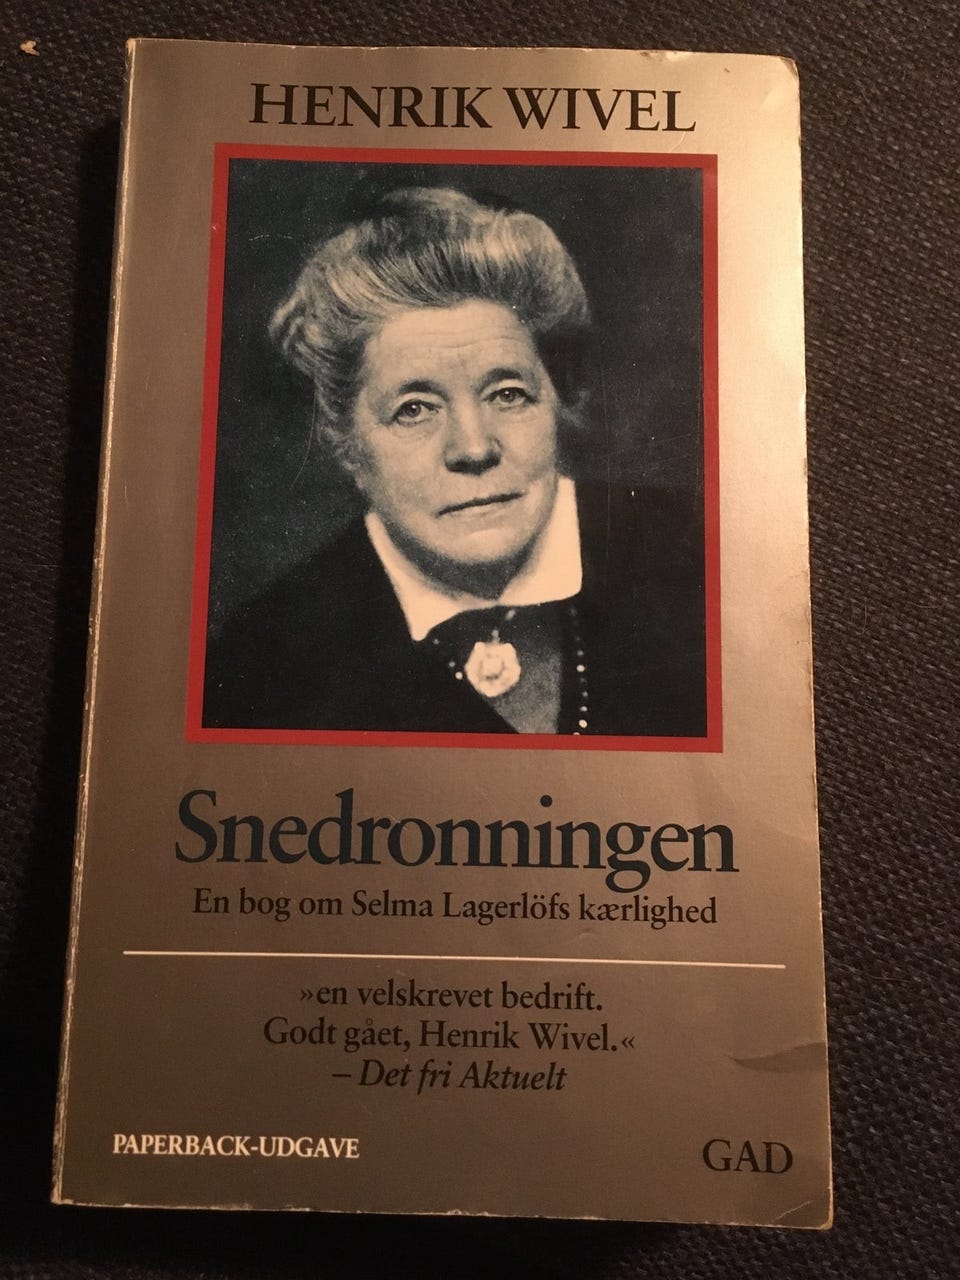 HENRIK WIVEL
Snedronningen
En bog om Selma Lagerlöfs kærlighed
»en velskrevet bedrift.
Godt gået, Henrik Wivel.«
– Det fri Aktuelt
PAPERBACK-UDGAVE
GAD